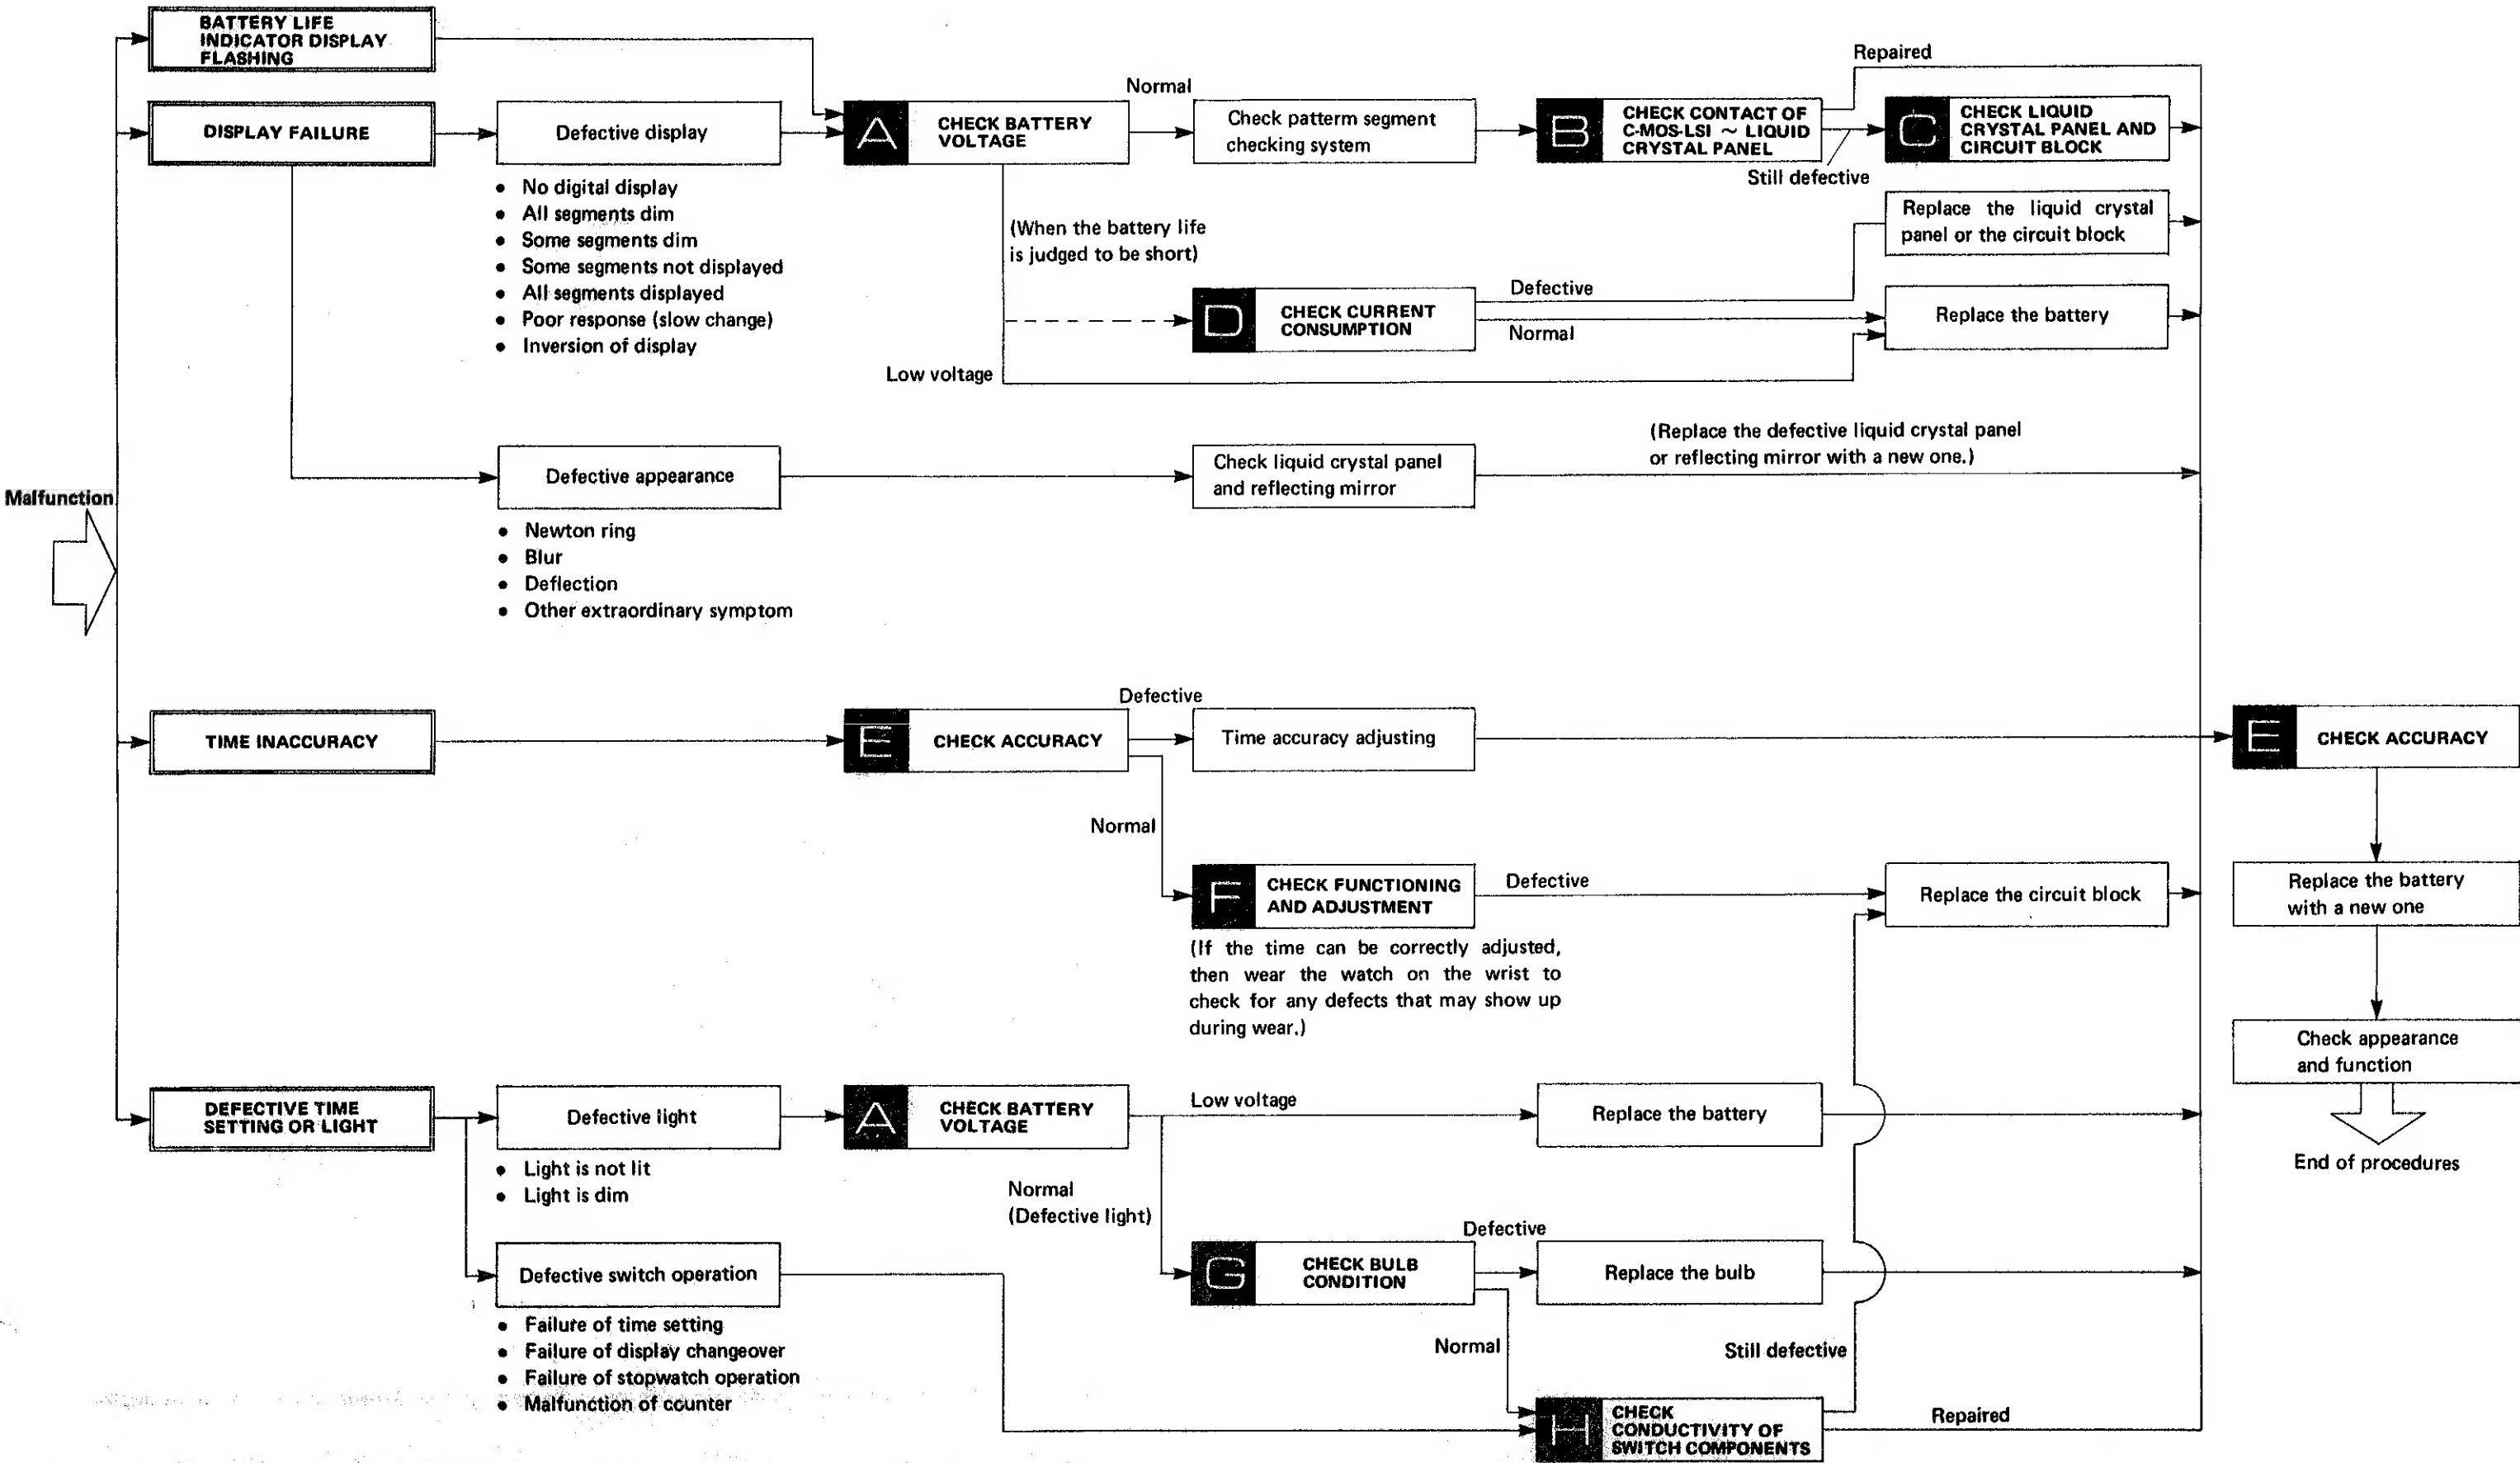 BATTERY LIFE
INDICATOR DISPLAY
FLASHING
Repaired
Normal
DISPLAY FAILURE
Defective display
A
CHECK BATTERY
VOLTAGE
Check patterm segment
checking system
B
CHECK CONTACT OF
C-MOS-LSI ~ LIQUID
CRYSTAL PANEL
C
CHECK LIQUID
CRYSTAL PANEL AND
CIRCUIT BLOCK
Still defective
• No digital display
• All segments dim
• Some segments dim
• Some segments not displayed
• All segments displayed
• Poor response (slow change)
• Inversion of display
(When the battery life
is judged to be short)
Replace the liquid crystal
panel or the circuit block
D
CHECK CURRENT
CONSUMPTION
Defective
Normal
Replace the battery
Low voltage
Defective appearance
Check liquid crystal panel
and reflecting mirror
(Replace the defective liquid crystal panel
or reflecting mirror with a new one.)
Malfunction
• Newton ring
• Blur
• Deflection
• Other extraordinary symptom
TIME INACCURACY
E
CHECK ACCURACY
Defective
Time accuracy adjusting
E
CHECK ACCURACY
Normal
F
CHECK FUNCTIONING
AND ADJUSTMENT
Defective
Replace the circuit block
Replace the battery
with a new one
(If the time can be correctly adjusted,
then wear the watch on the wrist to
check for any defects that may show up
during wear.)
Check appearance
and function
End of procedures
DEFECTIVE TIME
SETTING OR LIGHT
Defective light
A
CHECK BATTERY
VOLTAGE
Low voltage
Replace the battery
• Light is not lit
• Light is dim
Normal
(Defective light)
Defective switch operation
G
CHECK BULB
CONDITION
Defective
Replace the bulb
• Failure of time setting
• Failure of display changeover
• Failure of stopwatch operation
• Malfunction of counter
Normal
Still defective
H
CHECK
CONDUCTIVITY OF
SWITCH COMPONENTS
Repaired